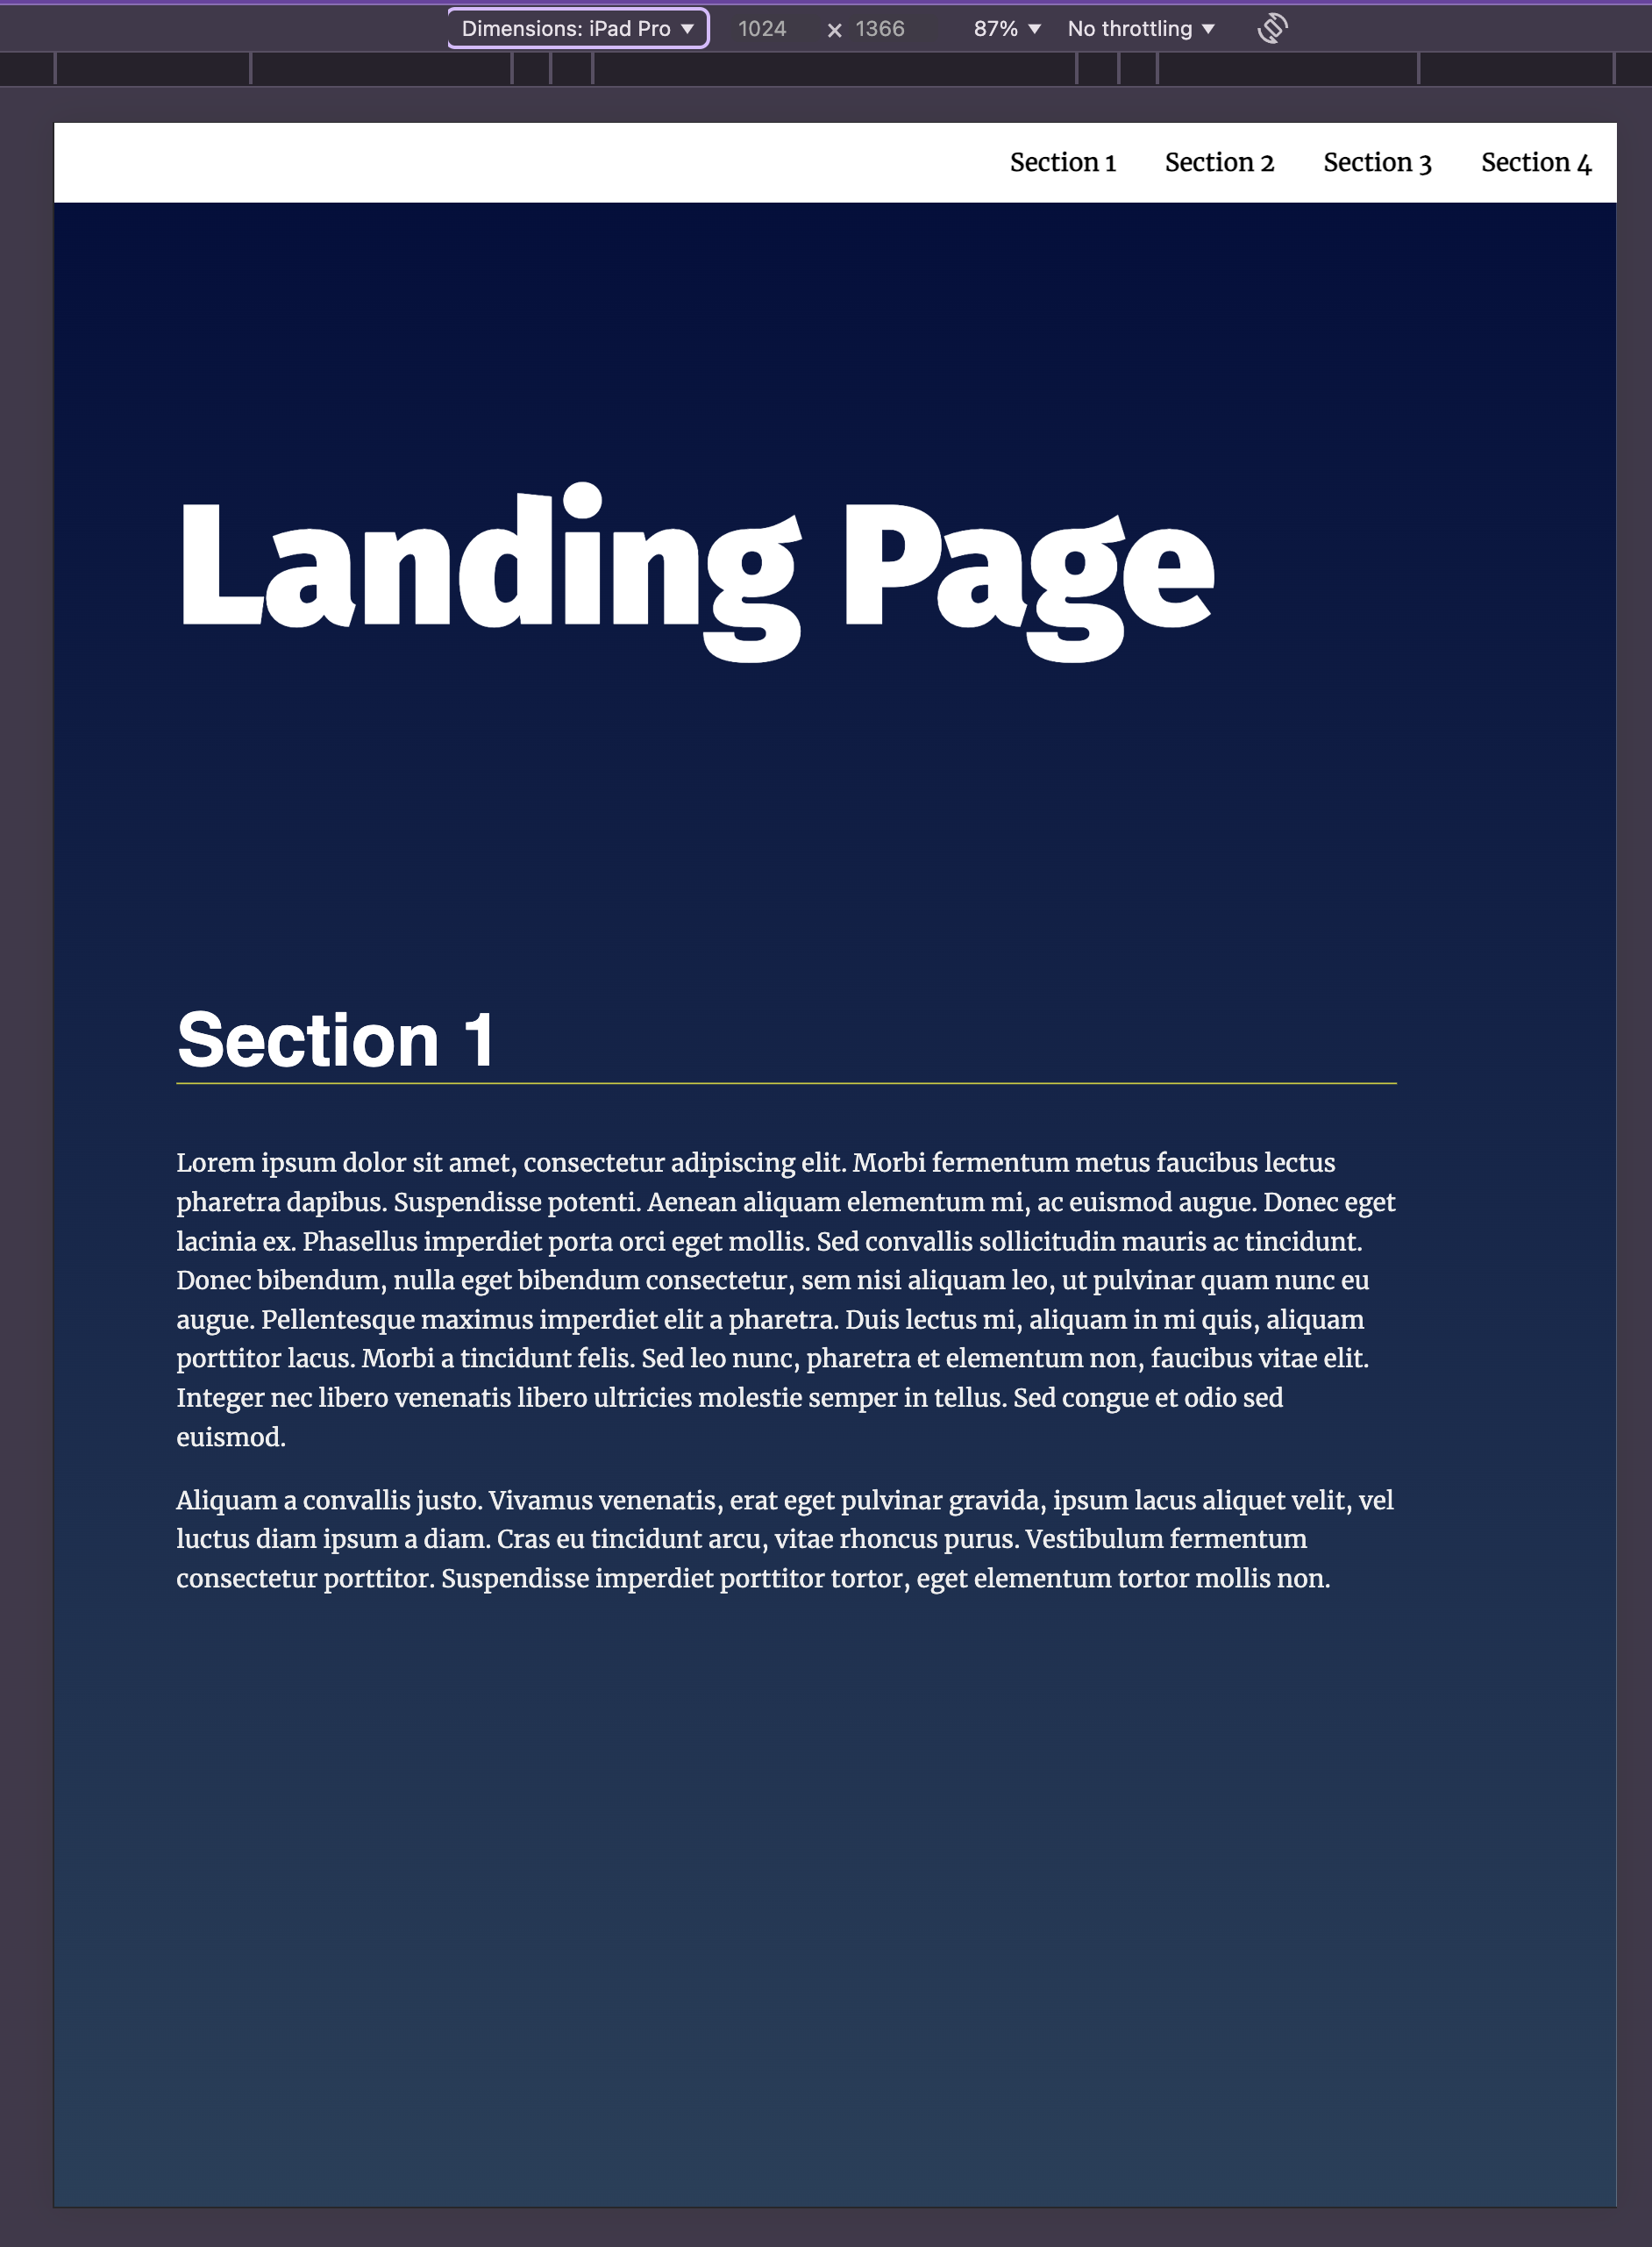 Dimensions: iPad Pro ▼ 1024 × 1366 87% ▼ No throttling ▼
Section 1 Section 2 Section 3 Section 4
Landing Page
Section 1
Lorem ipsum dolor sit amet, consectetur adipiscing elit. Morbi fermentum metus faucibus lectus
pharetra dapibus. Suspendisse potenti. Aenean aliquam elementum mi, ac euismod augue. Donec eget
lacinia ex. Phasellus imperdiet porta orci eget mollis. Sed convallis sollicitudin mauris ac tincidunt.
Donec bibendum, nulla eget bibendum consectetur, sem nisi aliquam leo, ut pulvinar quam nunc eu
augue. Pellentesque maximus imperdiet elit a pharetra. Duis lectus mi, aliquam in mi quis, aliquam
porttitor lacus. Morbi a tincidunt felis. Sed leo nunc, pharetra et elementum non, faucibus vitae elit.
Integer nec libero venenatis libero ultricies molestie semper in tellus. Sed congue et odio sed
euismod.
Aliquam a convallis justo. Vivamus venenatis, erat eget pulvinar gravida, ipsum lacus aliquet velit, vel
luctus diam ipsum a diam. Cras eu tincidunt arcu, vitae rhoncus purus. Vestibulum fermentum
consectetur porttitor. Suspendisse imperdiet porttitor tortor, eget elementum tortor mollis non.